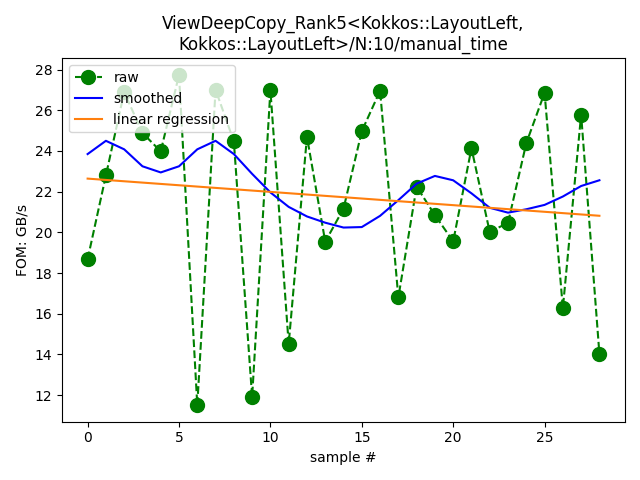 ViewDeepCopy_Rank5<Kokkos::LayoutLeft,
Kokkos::LayoutLeft>/N:10/manual_time
raw
smoothed
linear regression
FOM: GB/s
28
26
24
22
20
18
16
14
12
0
5
10
15
20
25
sample #